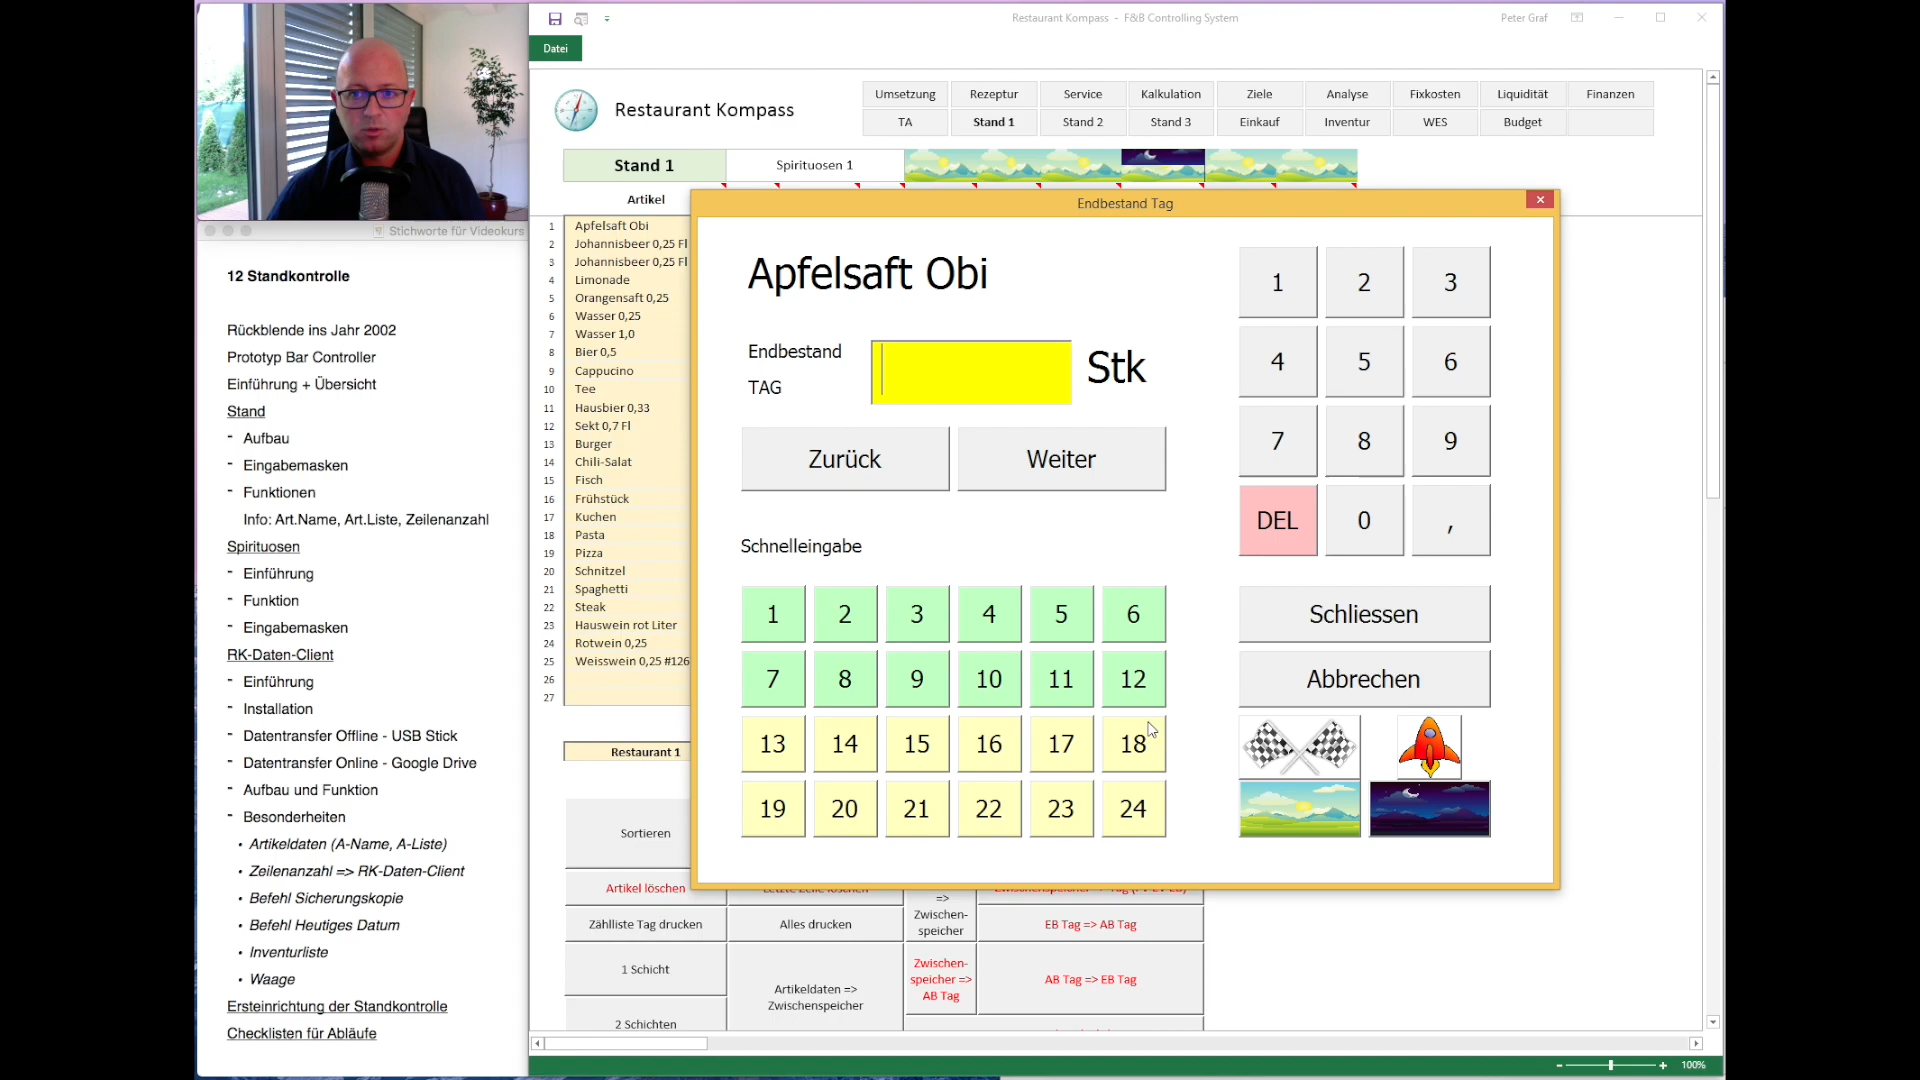 Restaurant Kompass - F&B Controlling System
Peter Graf
Datei
Restaurant Kompass
Umsetzung Rezeptur Service Kalkulation Ziele Analyse Fixkosten Liquidität Finanzen
TA Stand 1 Stand 2 Stand 3 Einkauf Inventur WES Budget
Stand 1 Spirituosen 1
Artikel
1 Apfelsaft Obi
2 Johannisbeer 0,25 Fl
3 Johannisbeer 0,25 Fl
4 Limonade
5 Orangensaft 0,25
6 Wasser 0,25
7 Wasser 1,0
8 Bier 0,5
9 Cappucino
10 Tee
11 Hausbier 0,33
12 Sekt 0,7 Fl
13 Burger
14 Chili-Salat
15 Fisch
16 Frühstück
17 Kuchen
18 Pasta
19 Pizza
20 Schnitzel
21 Spaghetti
22 Steak
23 Hauswein rot Liter
24 Rotwein 0,25
25 Weisswein 0,25 #126
26
27
Restaurant 1
Sortieren
Artikel löschen
Zählliste Tag drucken
Alles drucken
1 Schicht
2 Schichten
Artikeldaten =>
Zwischenspeicher
=>
Zwischen-
speicher
Zwischen-
speicher =>
AB Tag
EB Tag => AB Tag
AB Tag => EB Tag
100%
Endbestand Tag
Apfelsaft Obi
Endbestand
TAG
Stk
Zurück Weiter
Schnelleingabe
1 2 3 4 5 6
7 8 9 10 11 12
13 14 15 16 17 18
19 20 21 22 23 24
1 2 3
4 5 6
7 8 9
DEL 0 ,
Schliessen
Abbrechen
Stichworte für Videokurs
12 Standkontrolle
Rückblende ins Jahr 2002
Prototyp Bar Controller
Einführung + Übersicht
Stand
- Aufbau
- Eingabemasken
- Funktionen
Info: Art.Name, Art.Liste, Zeilenanzahl
Spirituosen
- Einführung
- Funktion
- Eingabemasken
RK-Daten-Client
- Einführung
- Installation
- Datentransfer Offline - USB Stick
- Datentransfer Online - Google Drive
- Aufbau und Funktion
- Besonderheiten
• Artikeldaten (A-Name, A-Liste)
• Zeilenanzahl => RK-Daten-Client
• Befehl Sicherungskopie
• Befehl Heutiges Datum
• Inventurliste
• Waage
Ersteinrichtung der Standkontrolle
Checklisten für Abläufe